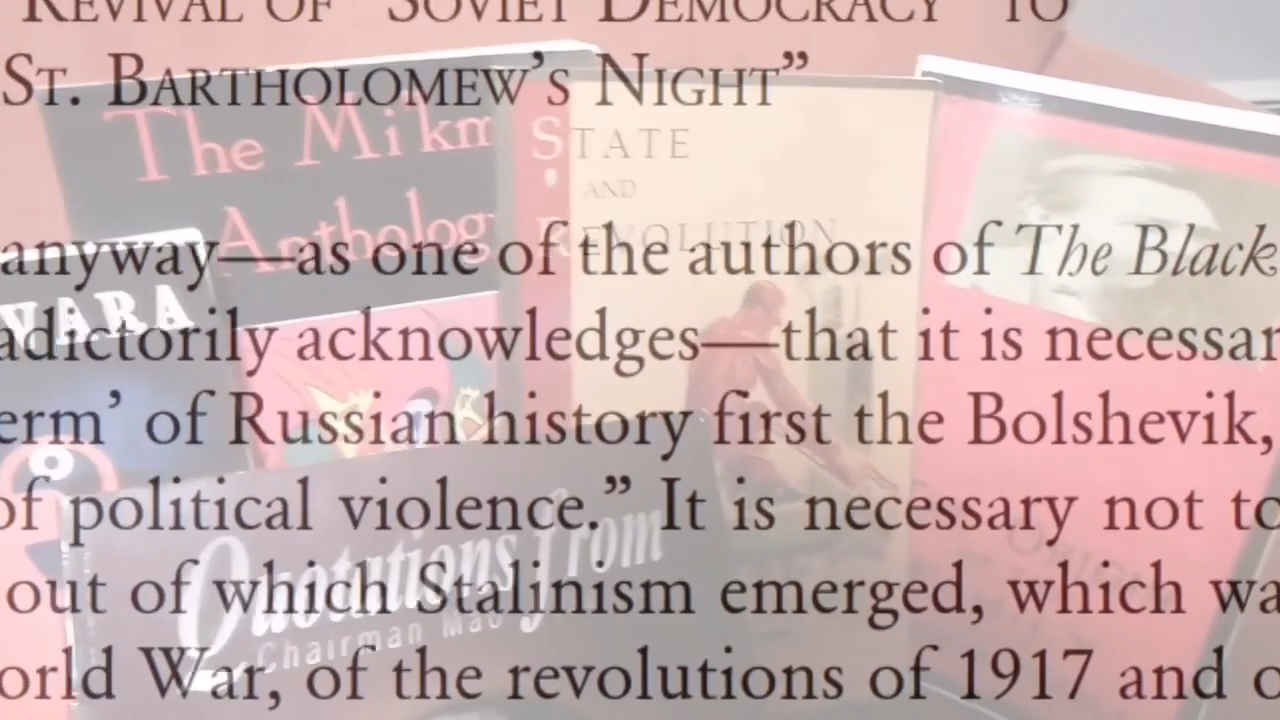 REVIVAL OF "SOVIET DEMOCRACY" TO
ST. BARTHOLOMEW'S NIGHT”
anyway—as one of the authors of The Black
adictorily acknowledges—that it is necessar
erm’ of Russian history first the Bolshevik,
of political violence.” It is necessary not to
out of which Stalinism emerged, which wa
orld War, of the revolutions of 1917 and o
The Mikm
Anthology
VARA
STATE
AND
REVOLUTION
Quotations from
Chairman Mao